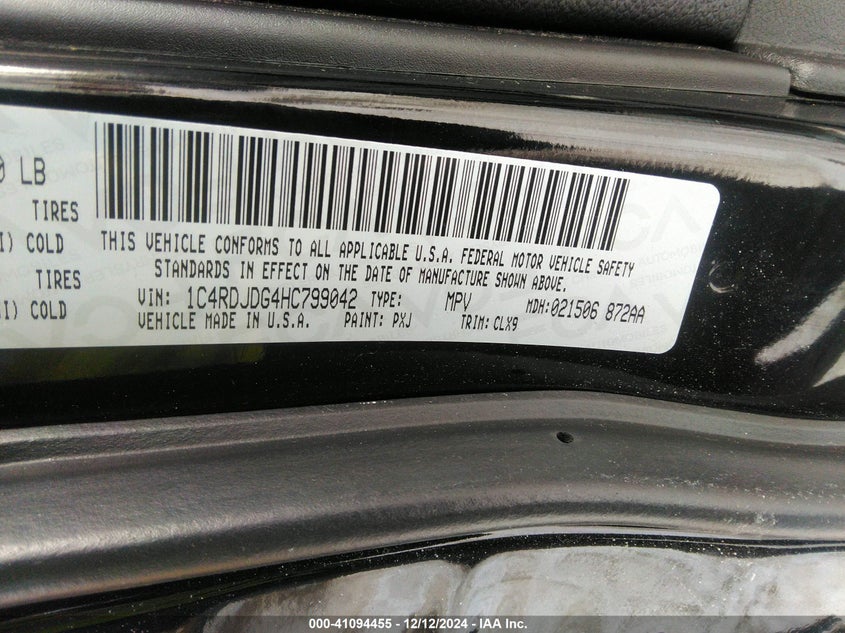 0 LB
TIRES
I) COLD
TIRES
I) COLD
THIS VEHICLE CONFORMS TO ALL APPLICABLE U.S.A. FEDERAL MOTOR VEHICLE SAFETY
STANDARDS IN EFFECT ON THE DATE OF MANUFACTURE SHOWN ABOVE.
VIN: 1C4RDJDG4HC799042 TYPE: MPV MDH:021506 872AA
VEHICLE MADE IN U.S.A. PAINT: PXJ TRIM: CLX9
000-41094455 - 12/12/2024 - IAA Inc.